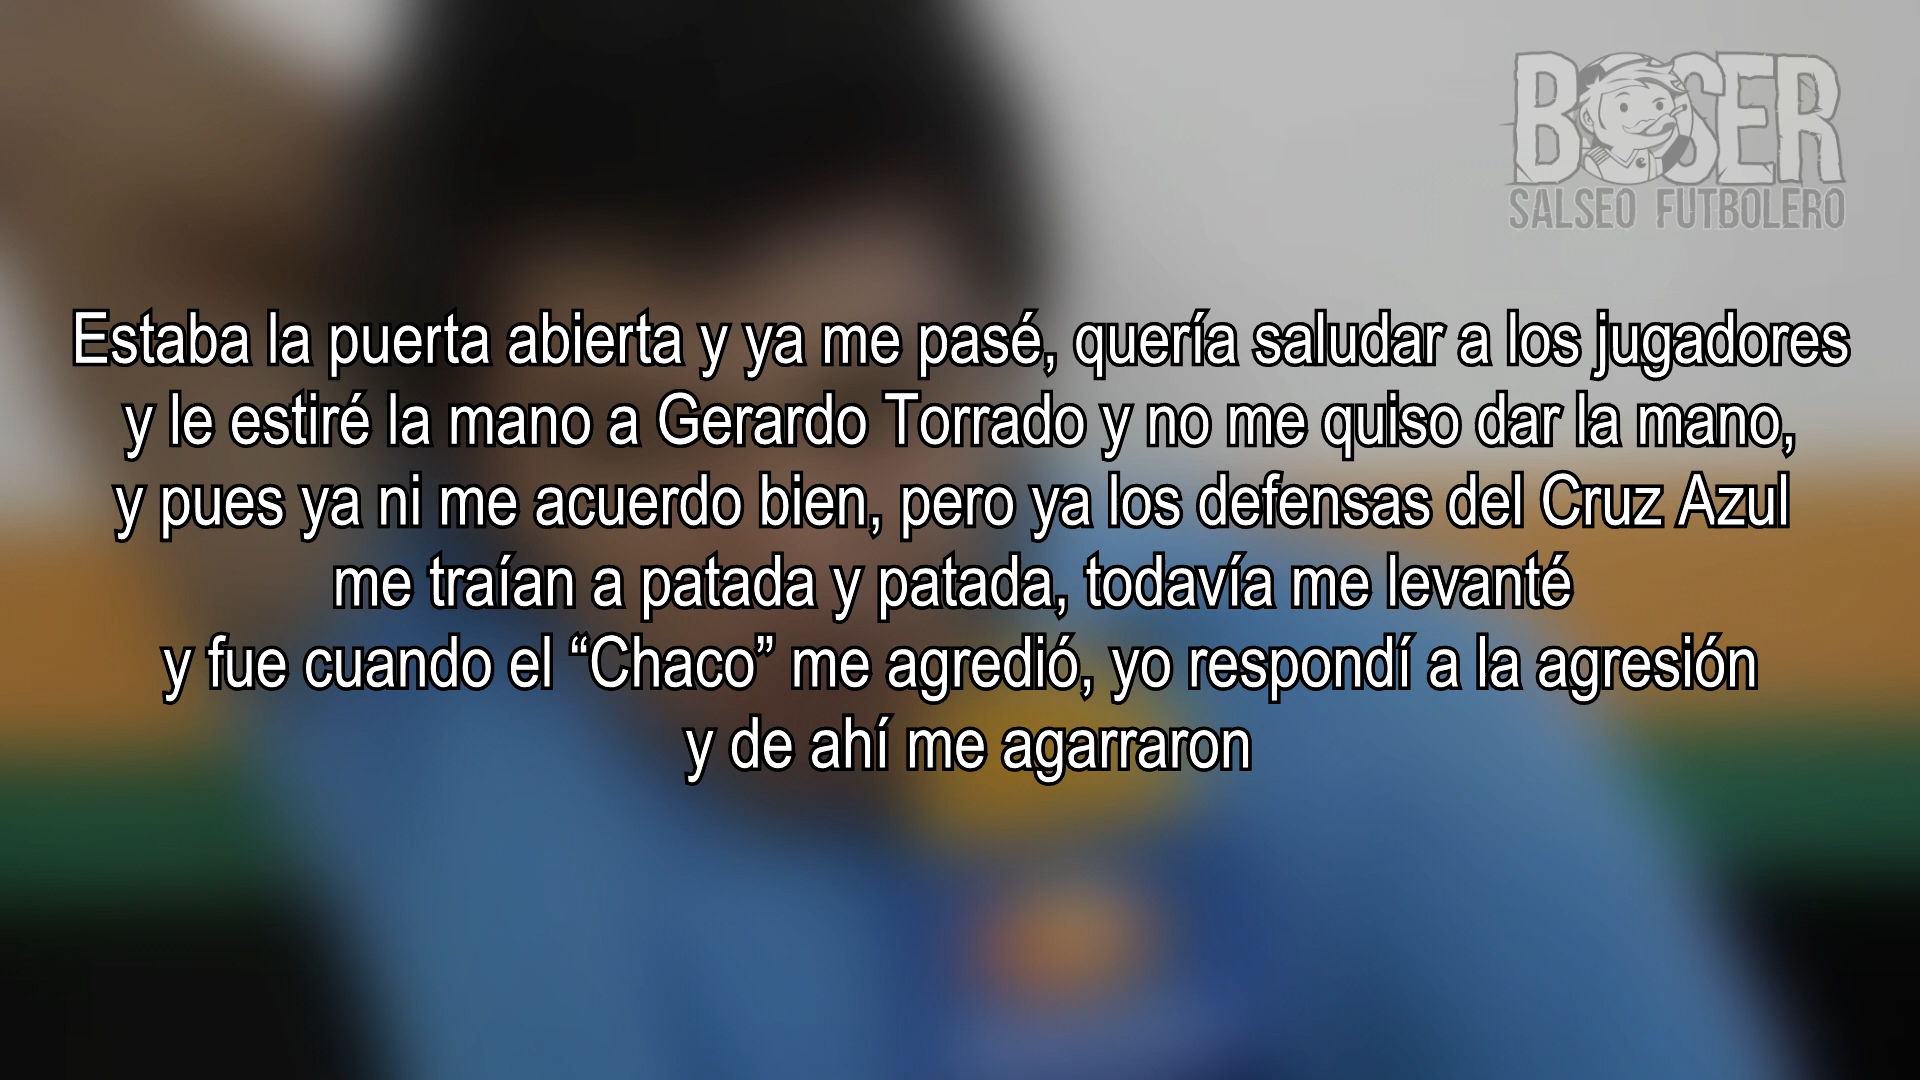 BOSER
SALSEO FUTBOLERO
Estaba la puerta abierta y ya me pasé, quería saludar a los jugadores
y le estiré la mano a Gerardo Torrado y no me quiso dar la mano,
y pues ya ni me acuerdo bien, pero ya los defensas del Cruz Azul
me traían a patada y patada, todavía me levanté
y fue cuando el “Chaco” me agredió, yo respondí a la agresión
y de ahí me agarraron